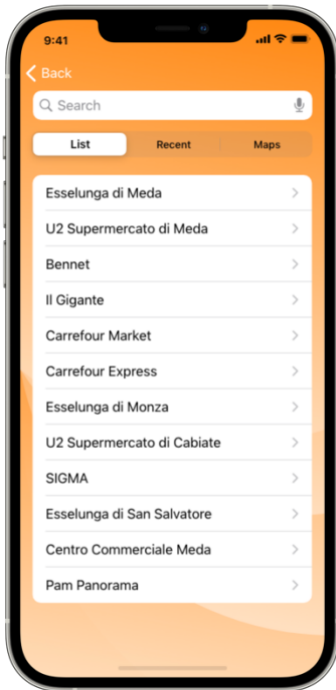 9:41
Back
Search
List Recent Maps
Esselunga di Meda
U2 Supermercato di Meda
Bennet
Il Gigante
Carrefour Market
Carrefour Express
Esselunga di Monza
U2 Supermercato di Cabiate
SIGMA
Esselunga di San Salvatore
Centro Commerciale Meda
Pam Panorama